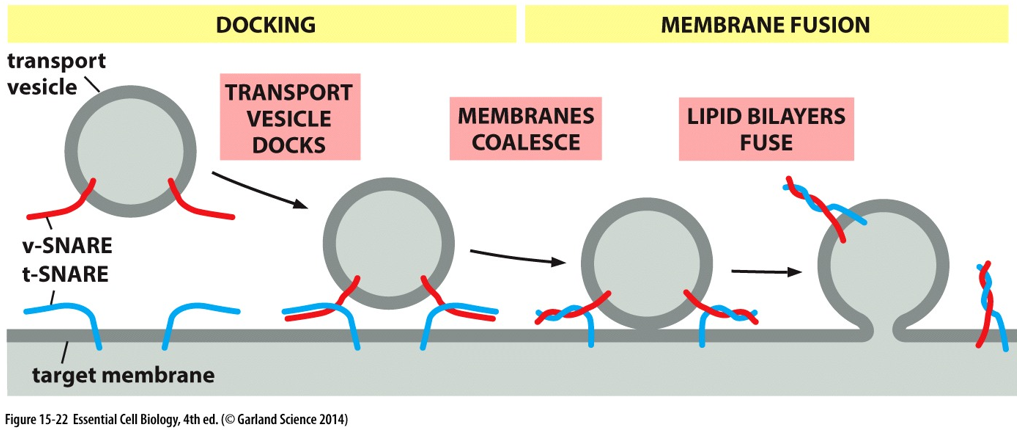 DOCKING
MEMBRANE FUSION
transport
vesicle
TRANSPORT
VESICLE
DOCKS
MEMBRANES
COALESCE
LIPID BILAYERS
FUSE
v-SNARE
t-SNARE
target membrane
Figure 15-22 Essential Cell Biology, 4th ed. (© Garland Science 2014)